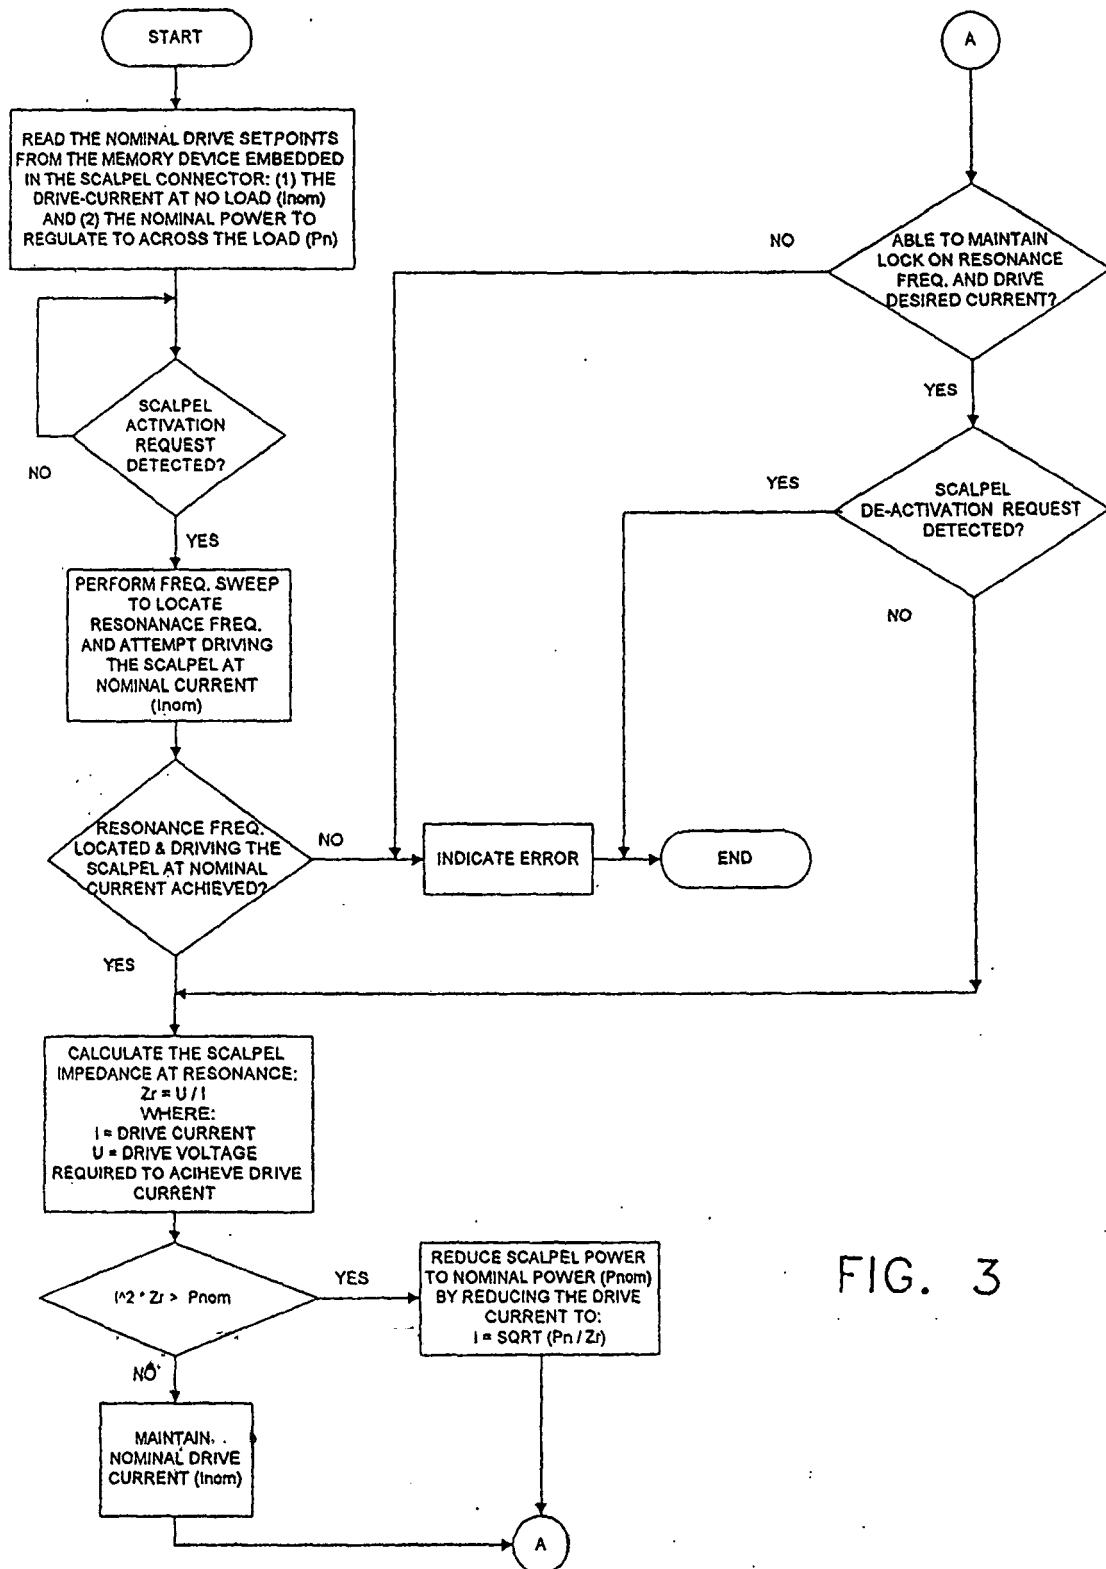 START
READ THE NOMINAL DRIVE SETPOINTS
FROM THE MEMORY DEVICE EMBEDDED
IN THE SCALPEL CONNECTOR: (1) THE
DRIVE-CURRENT AT NO LOAD (Inom)
AND (2) THE NOMINAL POWER TO
REGULATE TO ACROSS THE LOAD (Pn)
SCALPEL
ACTIVATION
REQUEST
DETECTED?
NO
YES
PERFORM FREQ. SWEEP
TO LOCATE
RESONANACE FREQ.
AND ATTEMPT DRIVING
THE SCALPEL AT
NOMINAL CURRENT
(Inom)
RESONANCE FREQ.
LOCATED & DRIVING THE
SCALPEL AT NOMINAL
CURRENT ACHIEVED?
NO
YES
INDICATE ERROR
END
CALCULATE THE SCALPEL
IMPEDANCE AT RESONANCE:
Zr = U / I
WHERE:
I = DRIVE CURRENT
U = DRIVE VOLTAGE
REQUIRED TO ACIHEVE DRIVE
CURRENT
I^2 * Zr > Pnom
YES
NO
REDUCE SCALPEL POWER
TO NOMINAL POWER (Pnom)
BY REDUCING THE DRIVE
CURRENT TO:
I = SQRT (Pn / Zr)
MAINTAIN
NOMINAL DRIVE
CURRENT (Inom)
A
A
ABLE TO MAINTAIN
LOCK ON RESONANCE
FREQ. AND DRIVE
DESIRED CURRENT?
NO
YES
SCALPEL
DE-ACTIVATION REQUEST
DETECTED?
YES
NO
FIG. 3